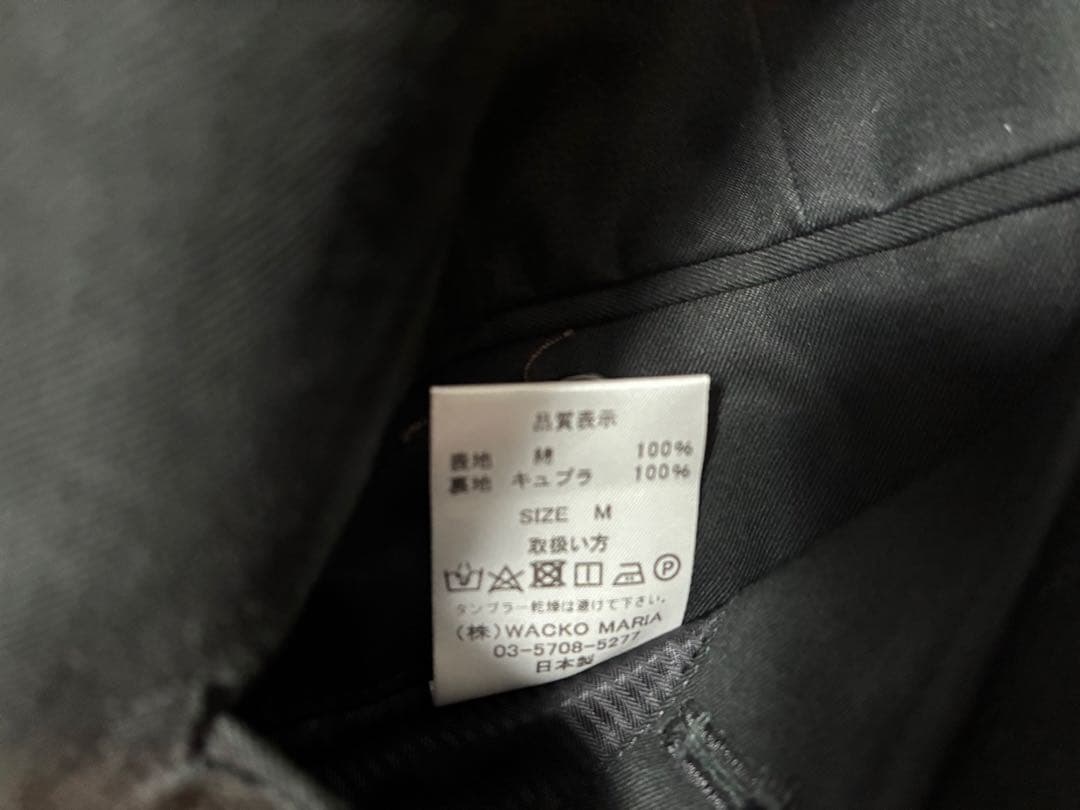 品質表示
表地 綿 100%
裏地 キュプラ 100%
SIZE M
取扱い方
P
タンブラー乾燥は避けて下さい。
(株)WACKO MARIA
03-5708-5277
日本製